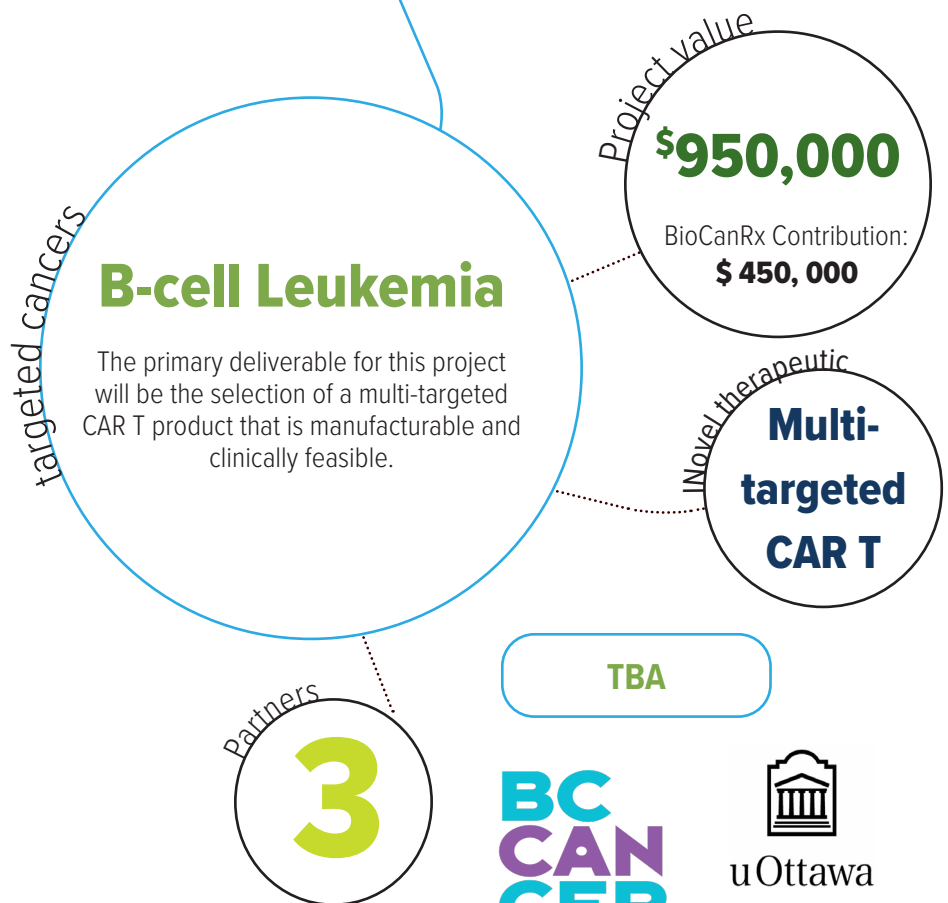 Project value
$950,000
BioCanRx Contribution:
$ 450, 000
targeted cancers
B-cell Leukemia
The primary deliverable for this project
will be the selection of a multi-targeted
CAR T product that is manufacturable and
clinically feasible.
INovel therapeutic
Multi-
targeted
CAR T
TBA
Partners
3
BC
CAN
CER
uOttawa